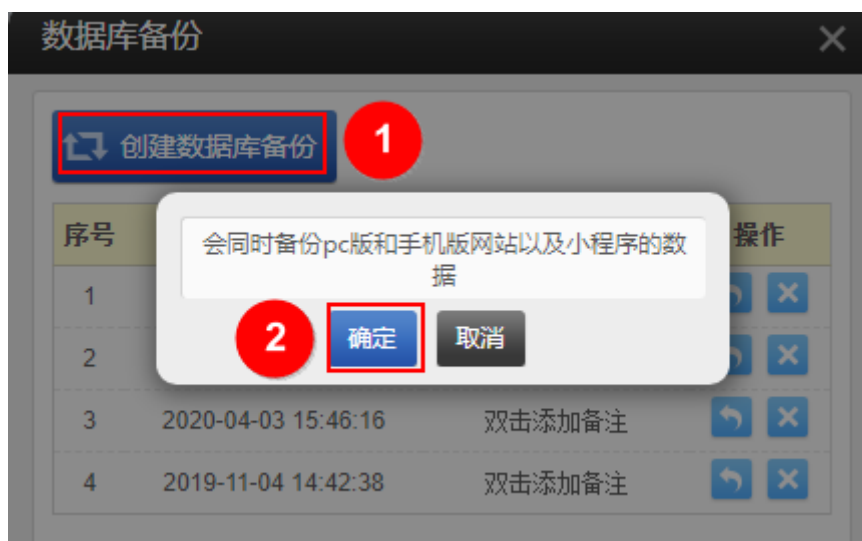 数据库备份
创建数据库备份
1
序号
操作
会同时备份pc版和手机版网站以及小程序的数
据
2
确定
取消
1
2
3 2020-04-03 15:46:16 双击添加备注
4 2019-11-04 14:42:38 双击添加备注